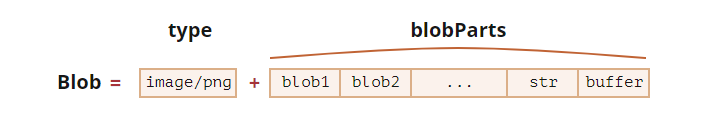 type blobParts
Blob = image/png + blob1 blob2 ... str buffer